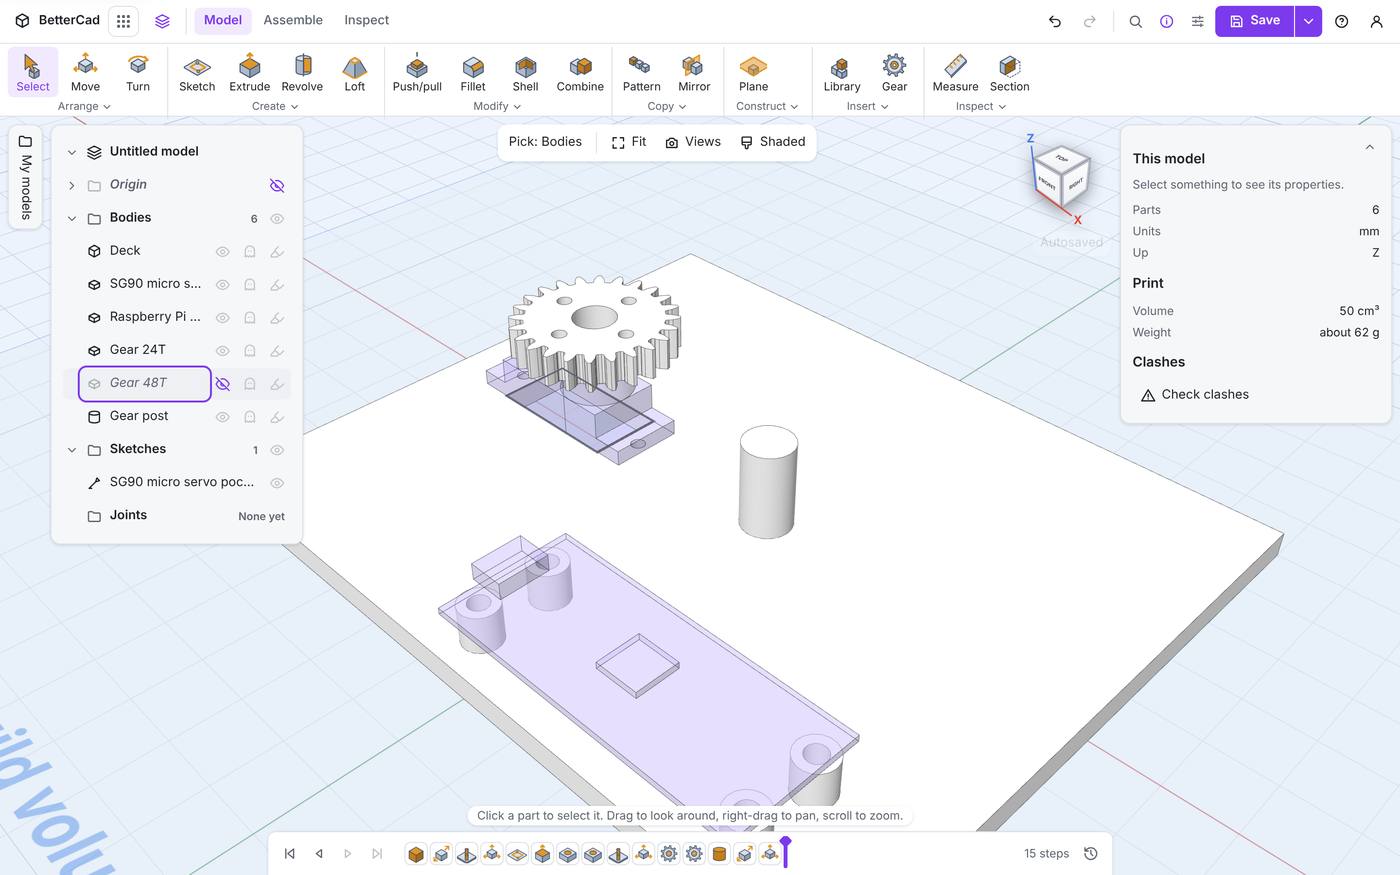 BetterCad
Model Assemble Inspect
Save
Select Move Turn Sketch Extrude Revolve Loft Push/pull Fillet Shell Combine Pattern Mirror Plane Library Gear Measure Section
Arrange Create Modify Copy Construct Insert Inspect
My models
Untitled model
Origin
Bodies 6
Deck
SG90 micro s...
Raspberry Pi ...
Gear 24T
Gear 48T
Gear post
Sketches 1
SG90 micro servo poc...
Joints None yet
Pick: Bodies Fit Views Shaded
Z
TOP
FRONT RIGHT
X
Autosaved
This model
Select something to see its properties.
Parts 6
Units mm
Up Z
Print
Volume 50 cm³
Weight about 62 g
Clashes
Check clashes
ild volu
Click a part to select it. Drag to look around, right-drag to pan, scroll to zoom.
15 steps